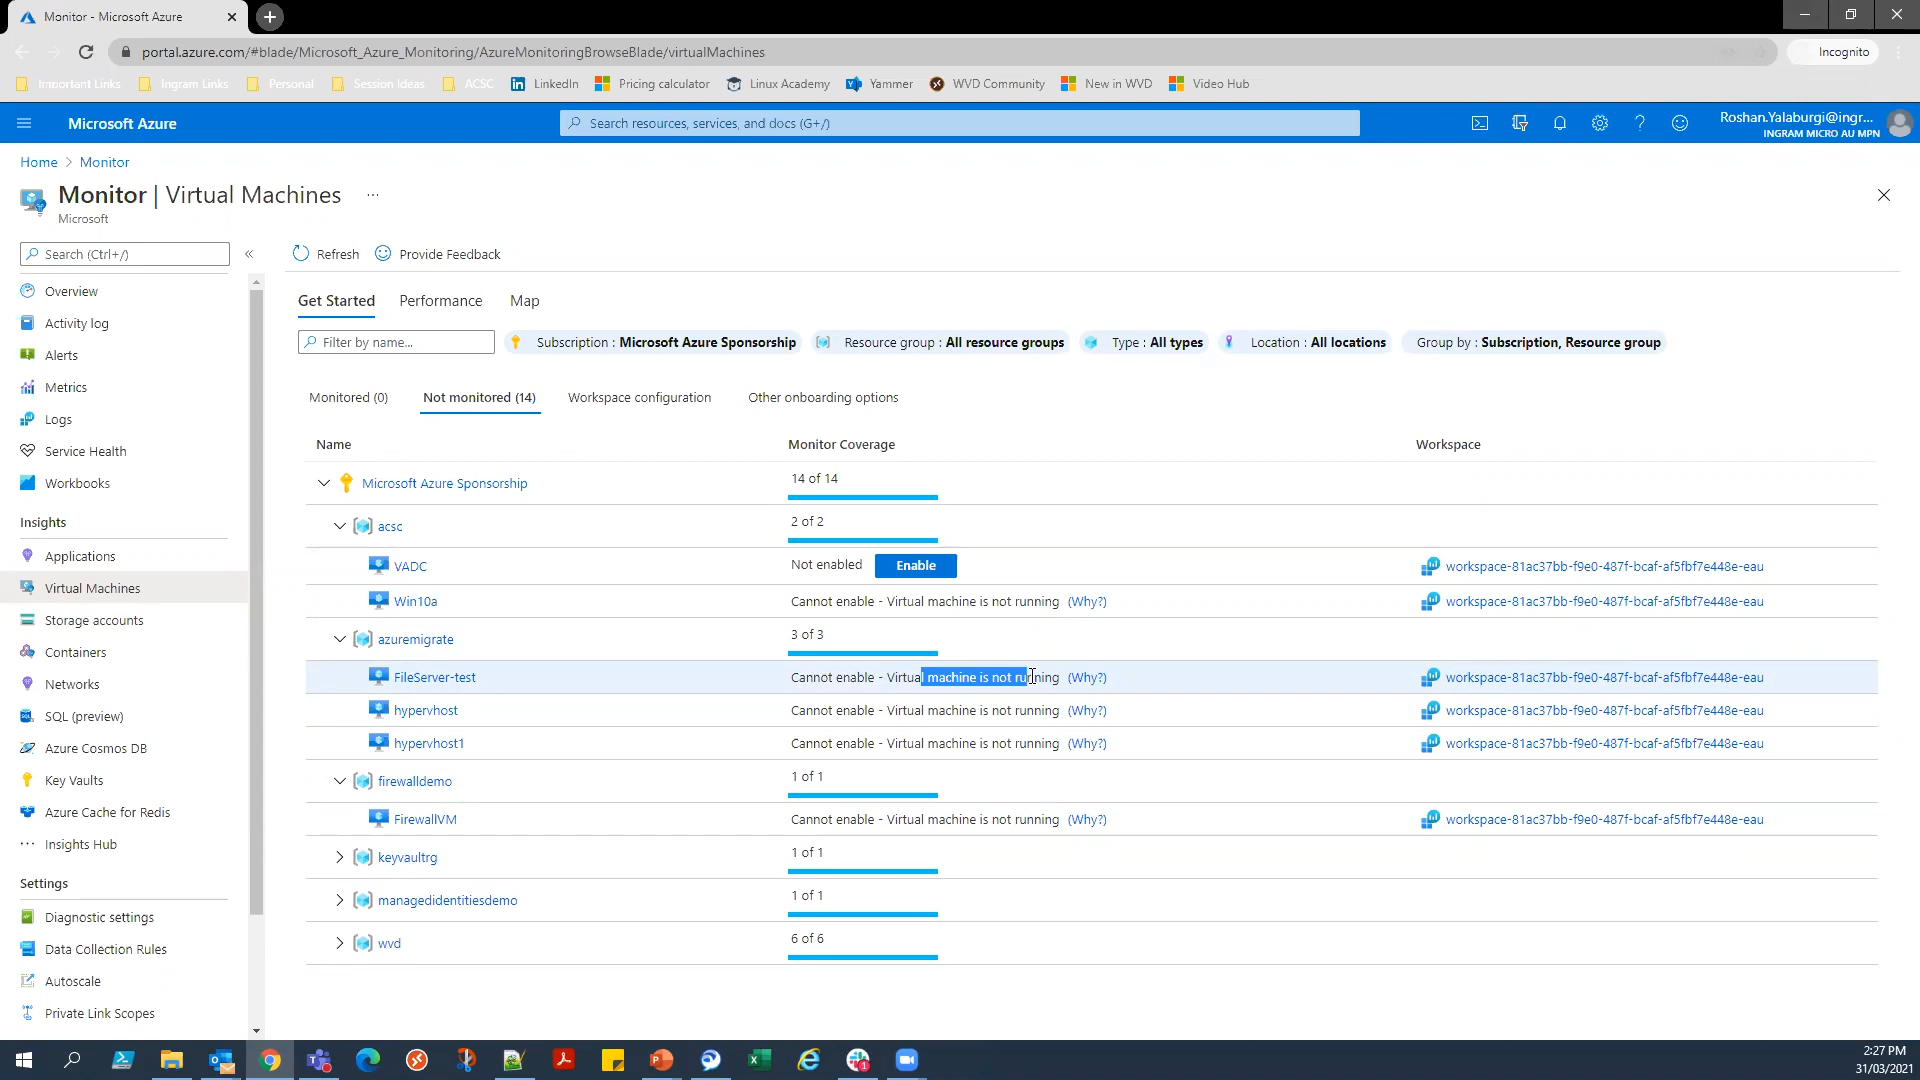 Monitor - Microsoft Azure
portal.azure.com/#blade/Microsoft_Azure_Monitoring/AzureMonitoringBrowseBlade/virtualMachines
Incognito
Important Links
Ingram Links
Personal
Session Ideas
ACSC
LinkedIn
Pricing calculator
Linux Academy
Yammer
WVD Community
New in WVD
Video Hub
Microsoft Azure
Search resources, services, and docs (G+/)
Roshan.Yalaburgi@ingr...
INGRAM MICRO AU MPN
Home > Monitor
Monitor | Virtual Machines ...
Microsoft
Search (Ctrl+/)
Refresh
Provide Feedback
Overview
Activity log
Alerts
Metrics
Logs
Service Health
Workbooks
Insights
Applications
Virtual Machines
Storage accounts
Containers
Networks
SQL (preview)
Azure Cosmos DB
Key Vaults
Azure Cache for Redis
Insights Hub
Settings
Diagnostic settings
Data Collection Rules
Autoscale
Private Link Scopes
Get Started
Performance
Map
Filter by name...
Subscription : Microsoft Azure Sponsorship
Resource group : All resource groups
Type : All types
Location : All locations
Group by : Subscription, Resource group
Monitored (0)
Not monitored (14)
Workspace configuration
Other onboarding options
Name
Monitor Coverage
Workspace
Microsoft Azure Sponsorship
14 of 14
acsc
2 of 2
VADC
Not enabled
Enable
workspace-81ac37bb-f9e0-487f-bcaf-af5fbf7e448e-eau
Win10a
Cannot enable - Virtual machine is not running (Why?)
workspace-81ac37bb-f9e0-487f-bcaf-af5fbf7e448e-eau
azuremigrate
3 of 3
FileServer-test
Cannot enable - Virtual machine is not running (Why?)
workspace-81ac37bb-f9e0-487f-bcaf-af5fbf7e448e-eau
hypervhost
Cannot enable - Virtual machine is not running (Why?)
workspace-81ac37bb-f9e0-487f-bcaf-af5fbf7e448e-eau
hypervhost1
Cannot enable - Virtual machine is not running (Why?)
workspace-81ac37bb-f9e0-487f-bcaf-af5fbf7e448e-eau
firewalldemo
1 of 1
FirewallVM
Cannot enable - Virtual machine is not running (Why?)
workspace-81ac37bb-f9e0-487f-bcaf-af5fbf7e448e-eau
keyvaultrg
1 of 1
managedidentitiesdemo
1 of 1
wvd
6 of 6
2:27 PM
31/03/2021